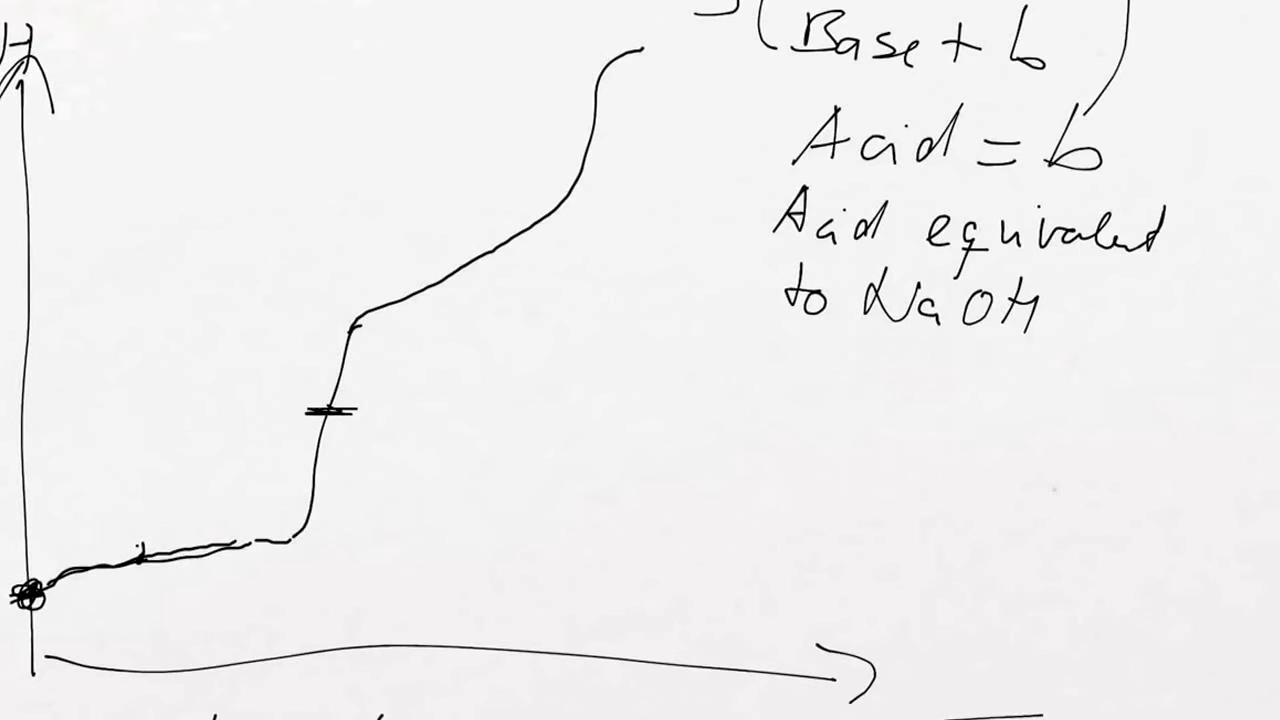 H
(Base + b
Acid = b)
Acid equivalent
to NaOH